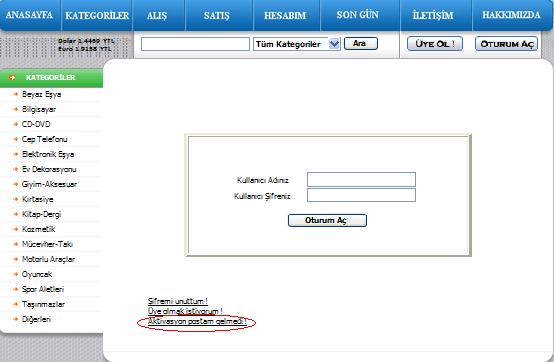 ANASAYFA KATEGORİLER ALIŞ SATIŞ HESABIM SON GÜN İLETİŞİM HAKKIMIZDA
Dolar 1.4469 YTL
Euro 1.9158 YTL
Tüm Kategoriler Ara ÜYE OL ! OTURUM AÇ
KATEGORİLER
Beyaz Eşya
Bilgisayar
CD-DVD
Cep Telefonu
Elektronik Eşya
Ev Dekorasyonu
Giyim-Aksesuar
Kırtasiye
Kitap-Dergi
Kozmetik
Mücevher-Takı
Motorlu Araçlar
Oyuncak
Spor Aletleri
Taşınmazlar
Diğerleri
Kullanıcı Adınız
Kullanıcı Şifreniz
Oturum Aç
Şifremi unuttum !
Üye olmak istiyorum !
Aktivasyon postam gelmedi !